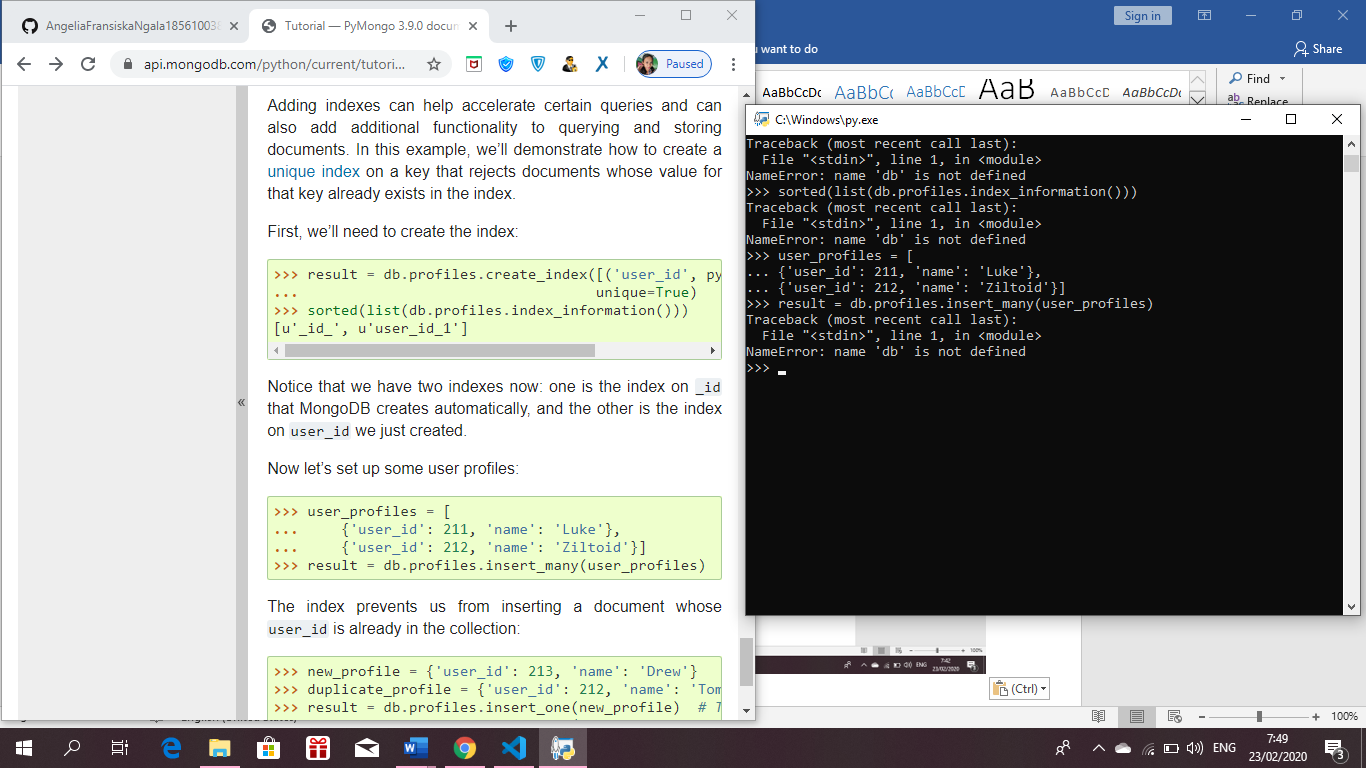 AngeliaFransiskaNgala18561003
Tutorial — PyMongo 3.9.0 docum
api.mongodb.com/python/current/tutori...
Paused
Adding indexes can help accelerate certain queries and can
also add additional functionality to querying and storing
documents. In this example, we’ll demonstrate how to create a
unique index on a key that rejects documents whose value for
that key already exists in the index.
First, we’ll need to create the index:
>>> result = db.profiles.create_index([('user_id', py
... unique=True)
>>> sorted(list(db.profiles.index_information()))
[u'_id_', u'user_id_1']
«
Notice that we have two indexes now: one is the index on _id
that MongoDB creates automatically, and the other is the index
on user_id we just created.
Now let’s set up some user profiles:
>>> user_profiles = [
... {'user_id': 211, 'name': 'Luke'},
... {'user_id': 212, 'name': 'Ziltoid'}]
>>> result = db.profiles.insert_many(user_profiles)
The index prevents us from inserting a document whose
user_id is already in the collection:
>>> new_profile = {'user_id': 213, 'name': 'Drew'}
>>> duplicate_profile = {'user_id': 212, 'name': 'Tom
>>> result = db.profiles.insert_one(new_profile) # T
Sign in
u want to do
Share
AaBbCcDc AaBbCc AaBbCcD AaB AaBbCcD AaBbCcDc
Find
Replace
C:\Windows\py.exe
Traceback (most recent call last):
File "<stdin>", line 1, in <module>
NameError: name 'db' is not defined
>>> sorted(list(db.profiles.index_information()))
Traceback (most recent call last):
File "<stdin>", line 1, in <module>
NameError: name 'db' is not defined
>>> user_profiles = [
... {'user_id': 211, 'name': 'Luke'},
... {'user_id': 212, 'name': 'Ziltoid'}]
>>> result = db.profiles.insert_many(user_profiles)
Traceback (most recent call last):
File "<stdin>", line 1, in <module>
NameError: name 'db' is not defined
>>>
100%
ENG
7:42
23/02/2020
(Ctrl)
100%
ENG
7:49
23/02/2020
3